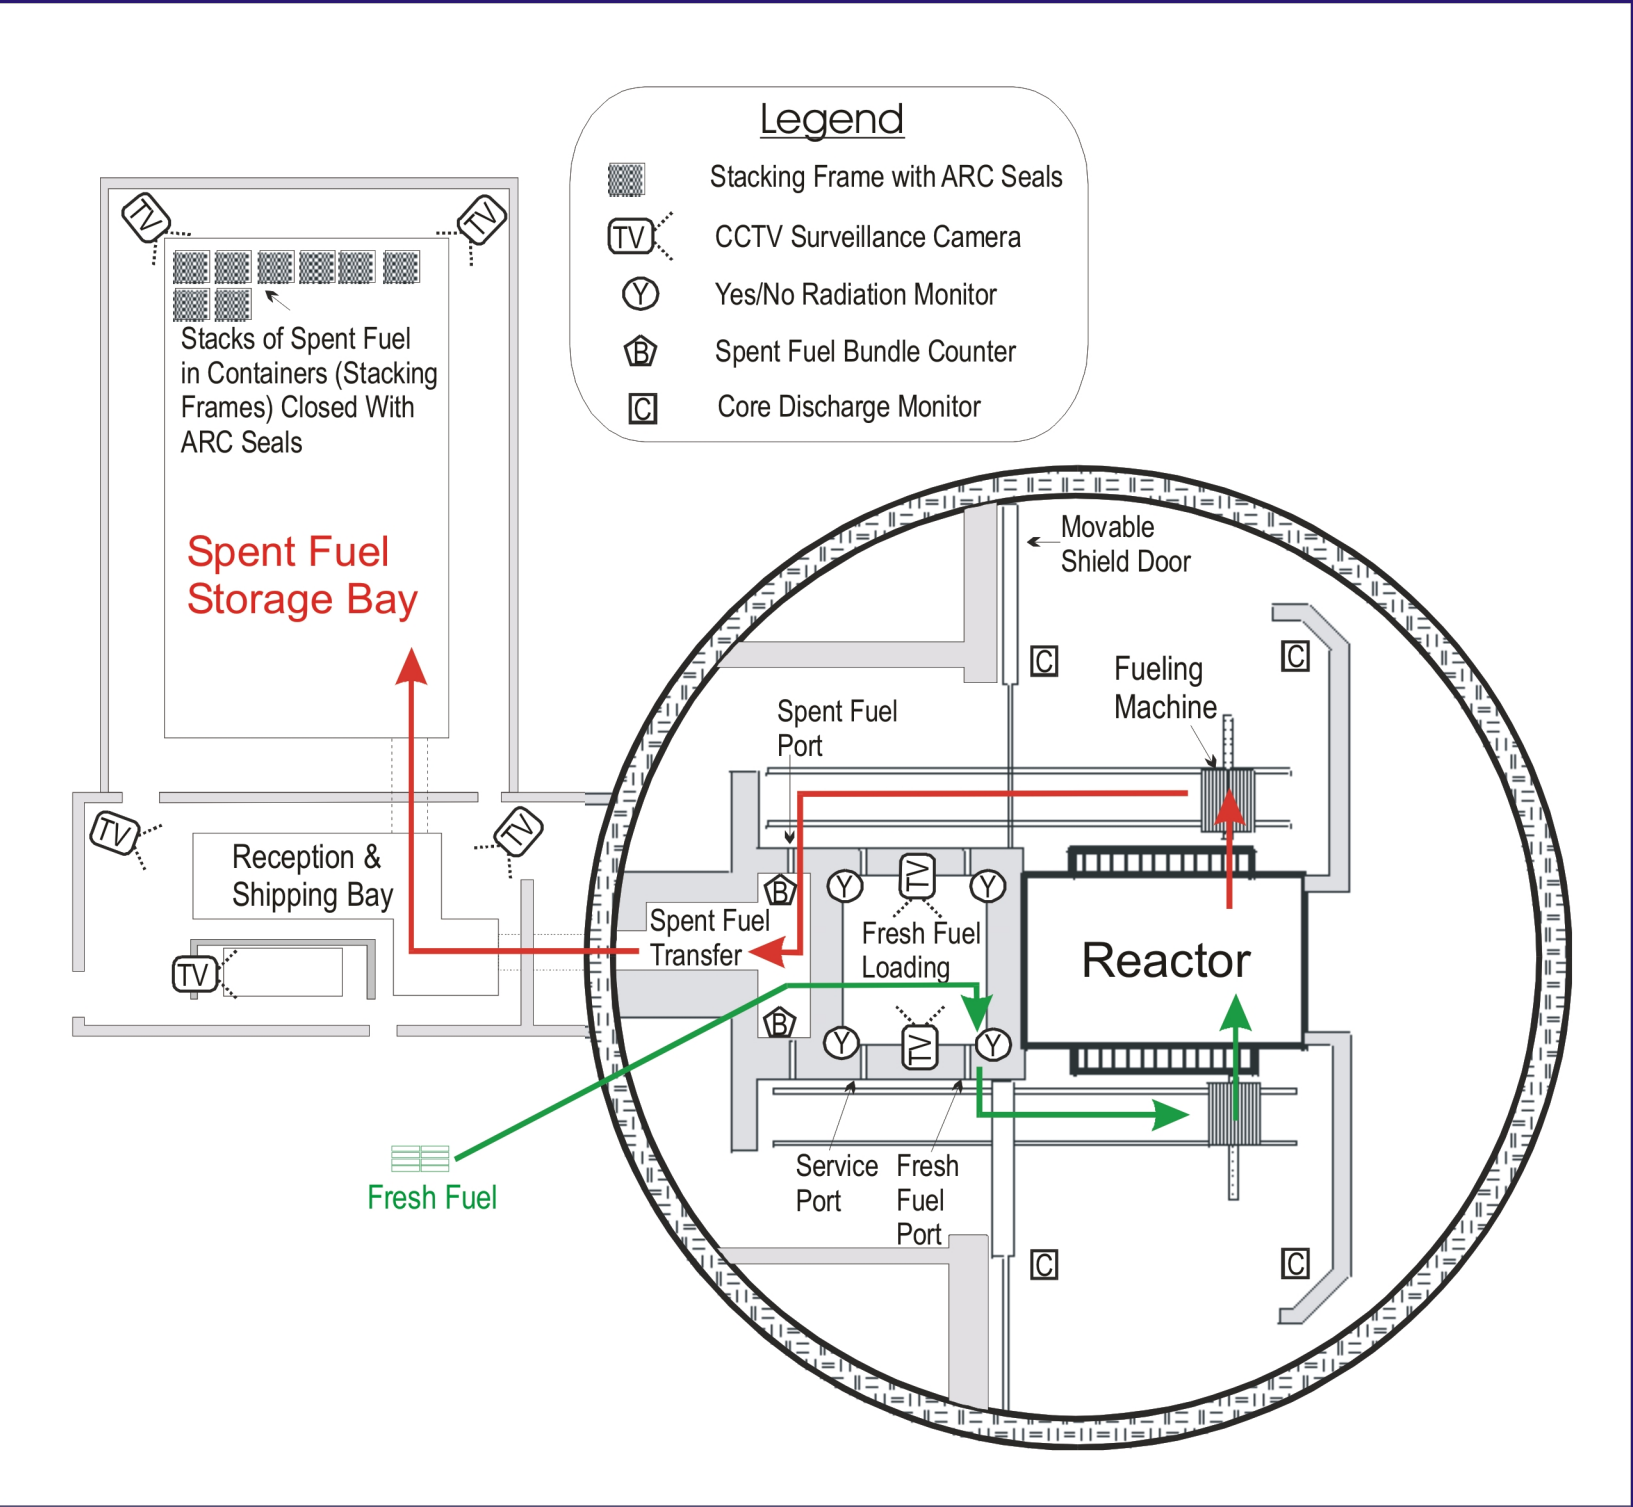 Legend
Stacking Frame with ARC Seals
TV
CCTV Surveillance Camera
Y
Yes/No Radiation Monitor
B
Spent Fuel Bundle Counter
C
Core Discharge Monitor
TV
TV
Stacks of Spent Fuel
in Containers (Stacking
Frames) Closed With
ARC Seals
Spent Fuel
Storage Bay
TV
TV
Reception &
Shipping Bay
TV
Movable
Shield Door
C
C
Fueling
Machine
Spent Fuel
Port
B
Y
TV
Y
Spent Fuel
Transfer
Fresh Fuel
Loading
Reactor
B
Y
TV
Y
Fresh Fuel
Service
Port
Fresh
Fuel
Port
C
C